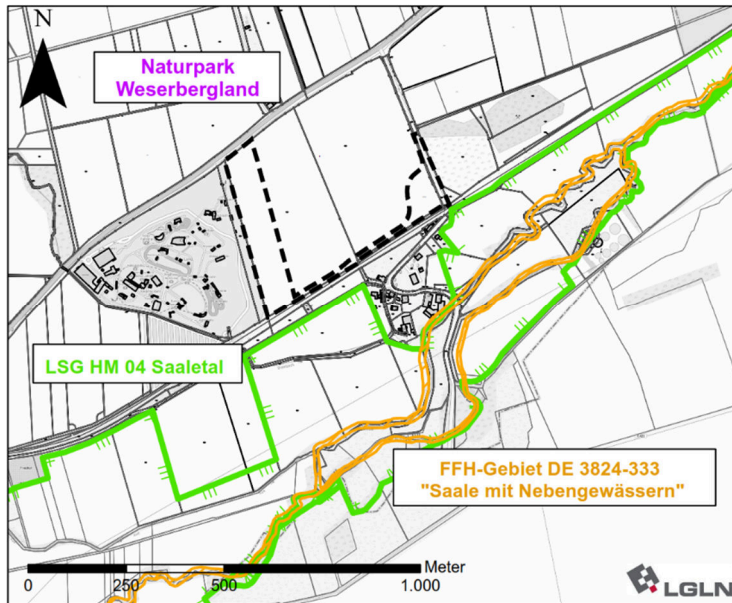 N
Naturpark
Weserbergland
LSG HM 04 Saaletal
FFH-Gebiet DE 3824-333
"Saale mit Nebengewässern"
Meter
0 250 500 1.000
LGLN